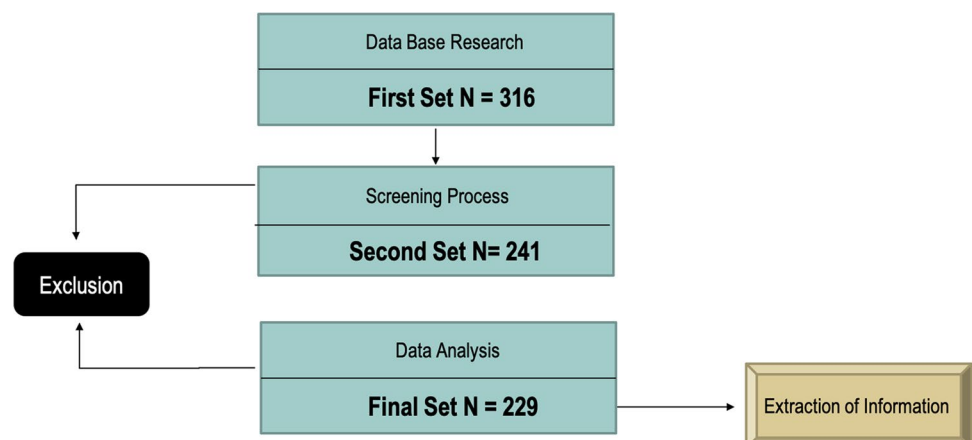 Data Base Research
First Set N = 316
Screening Process
Second Set N= 241
Exclusion
Data Analysis
Final Set N = 229
Extraction of Information